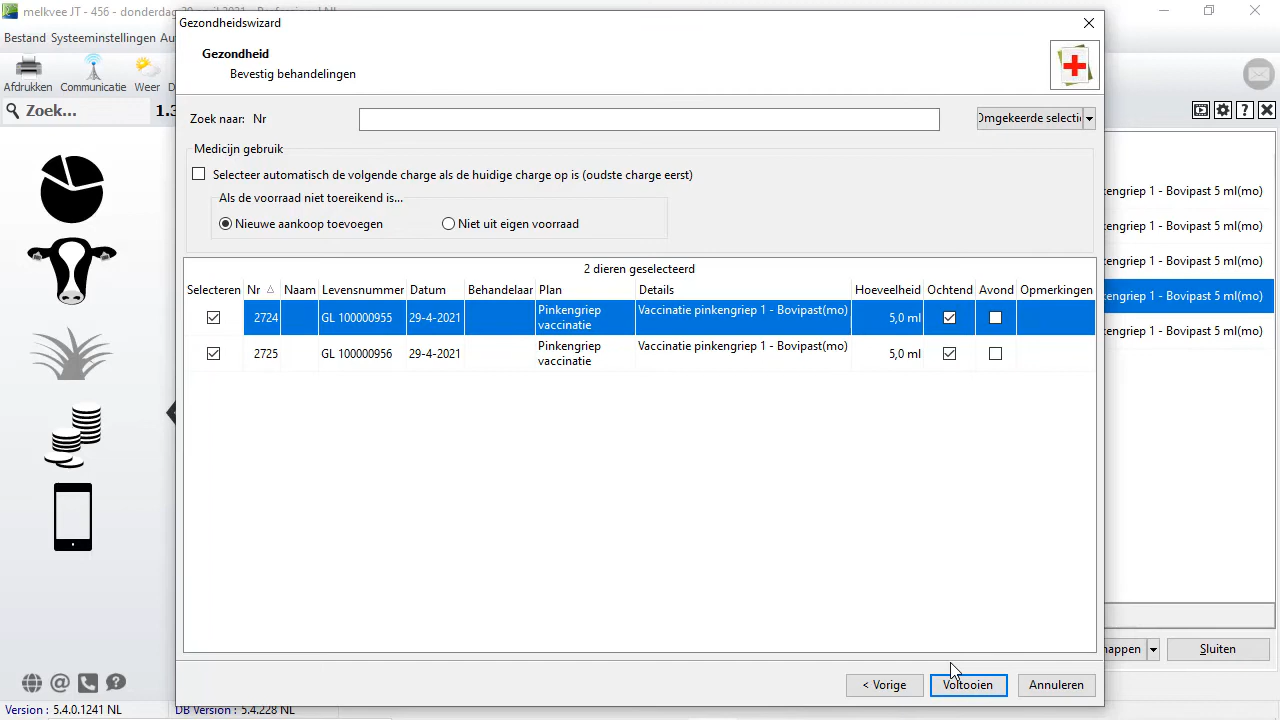 melkvee JT - 456 - donderdag
Gezondheidswizard
Bestand Systeeminstellingen Au
Gezondheid
Bevestig behandelingen
Afdrukken Communicatie Weer D
Zoek... 1.3
Zoek naar: Nr Omgekeerde selecti
Medicijn gebruik
Selecteer automatisch de volgende charge als de huidige charge op is (oudste charge eerst)
Als de voorraad niet toereikend is...
Nieuwe aankoop toevoegen Niet uit eigen voorraad
2 dieren geselecteerd
Selecteren Nr Naam Levensnummer Datum Behandelaar Plan Details Hoeveelheid Ochtend Avond Opmerkingen
2724 GL 100000955 29-4-2021 Pinkengriep vaccinatie Vaccinatie pinkengriep 1 - Bovipast(mo) 5,0 ml
2725 GL 100000956 29-4-2021 Pinkengriep vaccinatie Vaccinatie pinkengriep 1 - Bovipast(mo) 5,0 ml
kengriep 1 - Bovipast 5 ml(mo)
kengriep 1 - Bovipast 5 ml(mo)
kengriep 1 - Bovipast 5 ml(mo)
engriep 1 - Bovipast 5 ml(mo)
kengriep 1 - Bovipast 5 ml(mo)
happen Sluiten
< Vorige Voltooien Annuleren
Version : 5.4.0.1241 NL DB Version : 5.4.228 NL